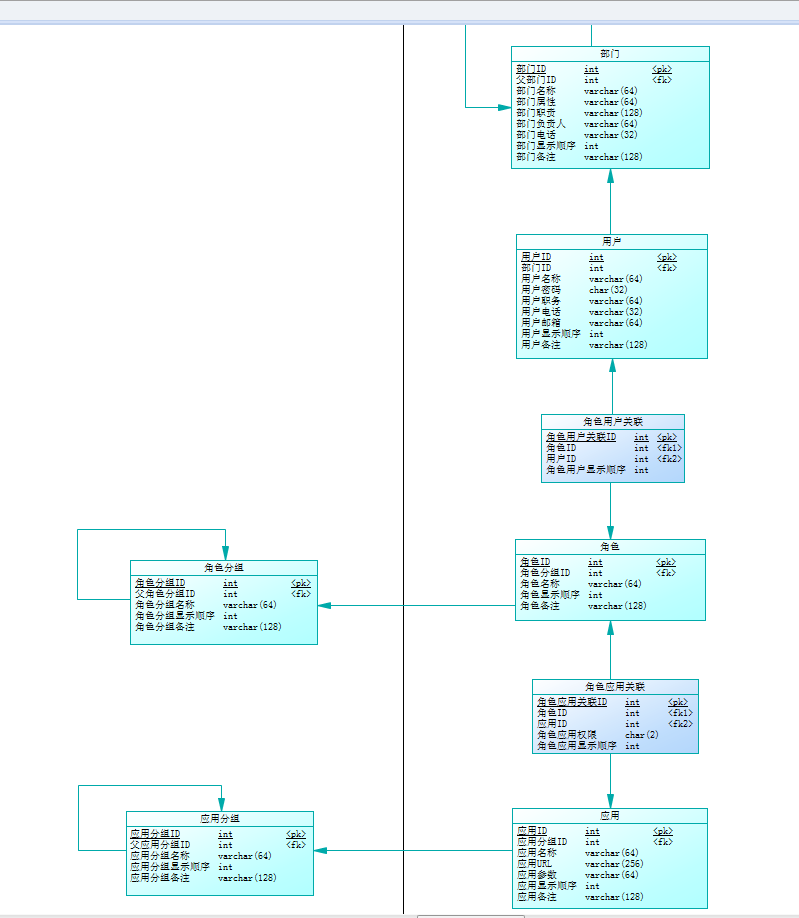 部门
部门ID int <pk>
父部门ID int <fk>
部门名称 varchar(64)
部门属性 varchar(64)
部门职责 varchar(128)
部门负责人 varchar(64)
部门电话 varchar(32)
部门显示顺序 int
部门备注 varchar(128)
用户
用户ID int <pk>
部门ID int <fk>
用户名称 varchar(64)
用户密码 char(32)
用户职务 varchar(64)
用户电话 varchar(32)
用户邮箱 varchar(64)
用户显示顺序 int
用户备注 varchar(128)
角色用户关联
角色用户关联ID int <pk>
角色ID int <fk1>
用户ID int <fk2>
角色用户显示顺序 int
角色分组
角色分组ID int <pk>
父角色分组ID int <fk>
角色分组名称 varchar(64)
角色分组显示顺序 int
角色分组备注 varchar(128)
角色
角色ID int <pk>
角色分组ID int <fk>
角色名称 varchar(64)
角色显示顺序 int
角色备注 varchar(128)
角色应用关联
角色应用关联ID int <pk>
角色ID int <fk1>
应用ID int <fk2>
角色应用权限 char(2)
角色应用显示顺序 int
应用分组
应用分组ID int <pk>
父应用分组ID int <fk>
应用分组名称 varchar(64)
应用分组显示顺序 int
应用分组备注 varchar(128)
应用
应用ID int <pk>
应用分组ID int <fk>
应用名称 varchar(64)
应用URL varchar(256)
应用参数 varchar(64)
应用显示顺序 int
应用备注 varchar(128)